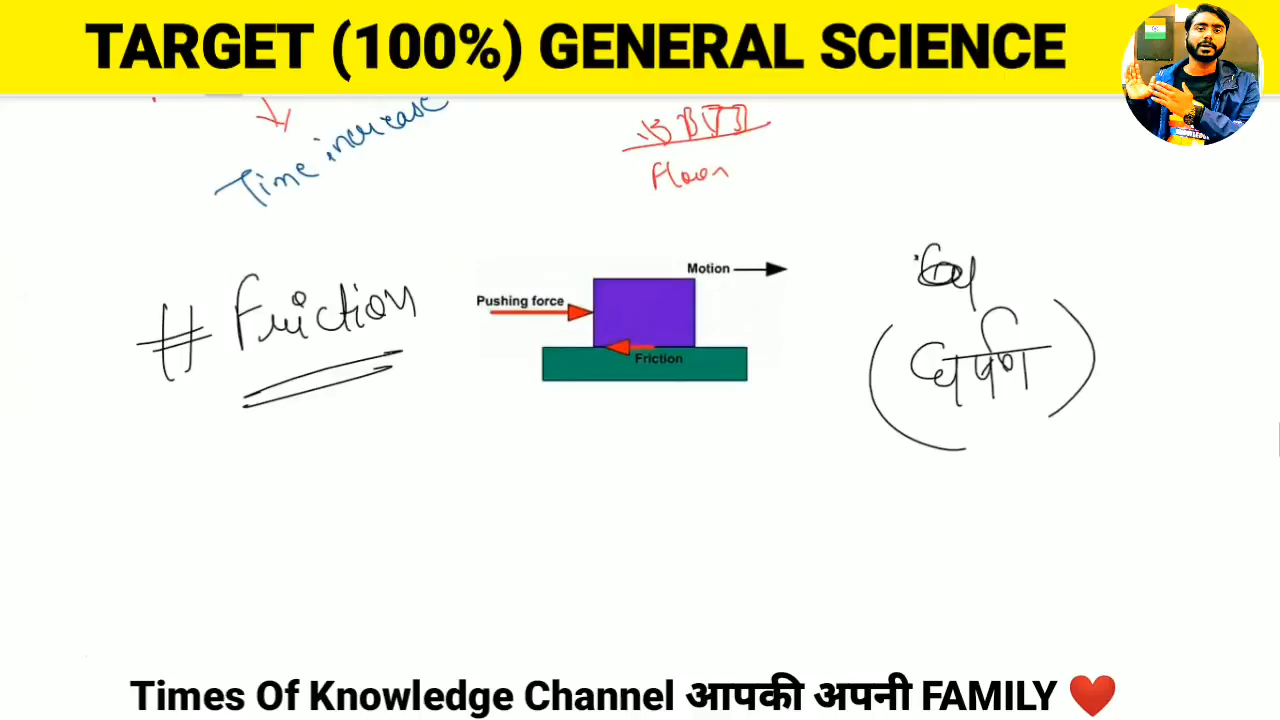 TARGET (100%) GENERAL SCIENCE
Time increase
Floor
# Friction
Motion
Pushing force
Friction
(घर्षण)
Times Of Knowledge Channel आपकी अपनी FAMILY ❤️